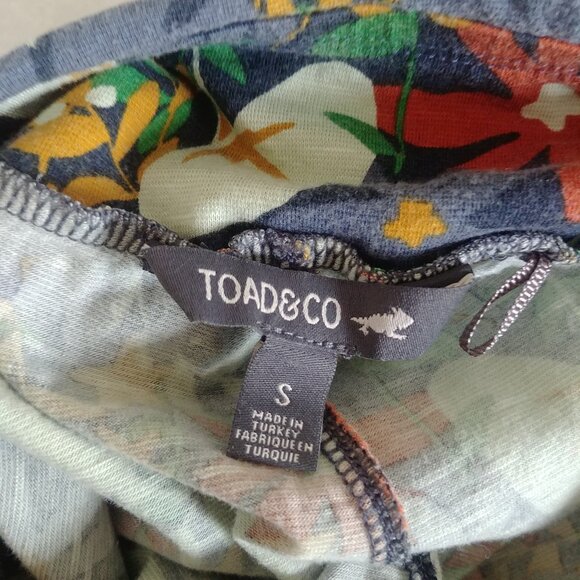 TOAD&CO
S
MADE IN
TURKEY
FABRIQUE EN
TURQUIE